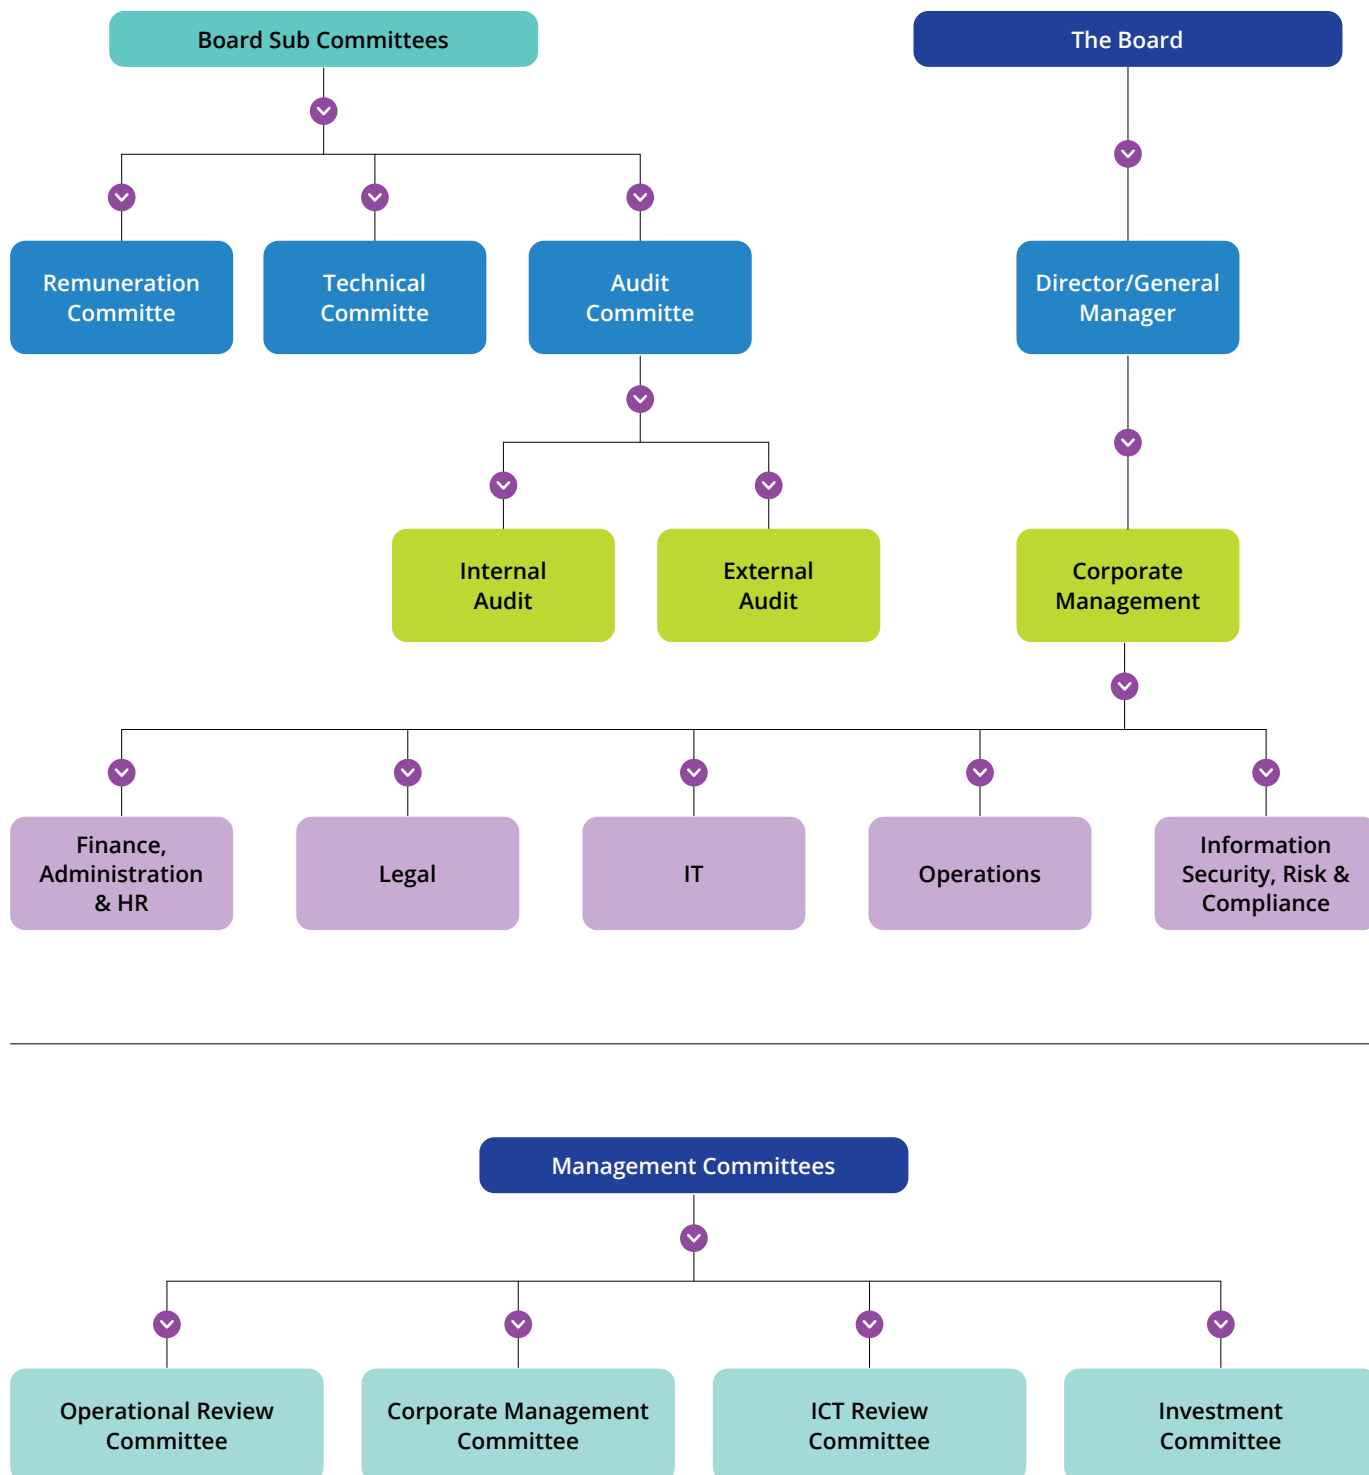 Board Sub Committees
The Board
Remuneration
Committe
Technical
Committe
Audit
Committe
Director/General
Manager
Internal
Audit
External
Audit
Corporate
Management
Finance,
Administration
& HR
Legal
IT
Operations
Information
Security, Risk &
Compliance
Management Committees
Operational Review
Committee
Corporate Management
Committee
ICT Review
Committee
Investment
Committee